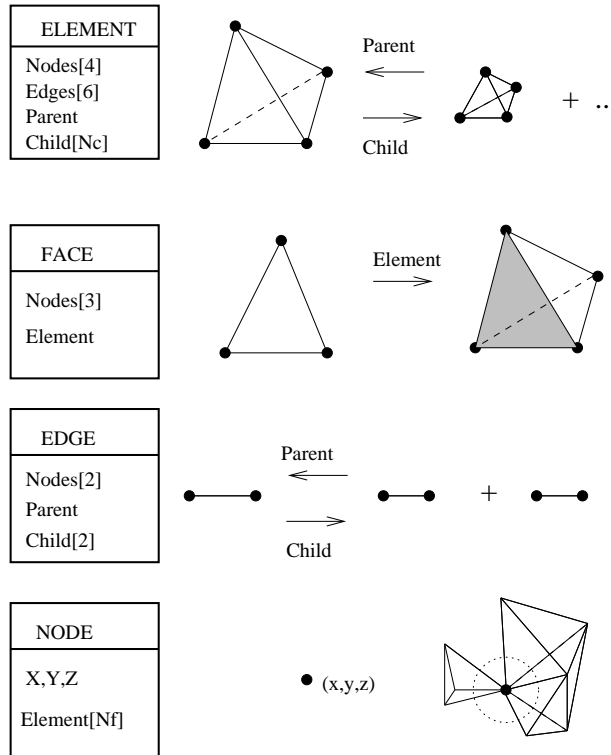 ELEMENT
Nodes[4]
Edges[6]
Parent
Child[Nc]
Parent
Child
+ ..
FACE
Nodes[3]
Element
Element
EDGE
Nodes[2]
Parent
Child[2]
Parent
Child
+
NODE
X,Y,Z
Element[Nf]
(x,y,z)